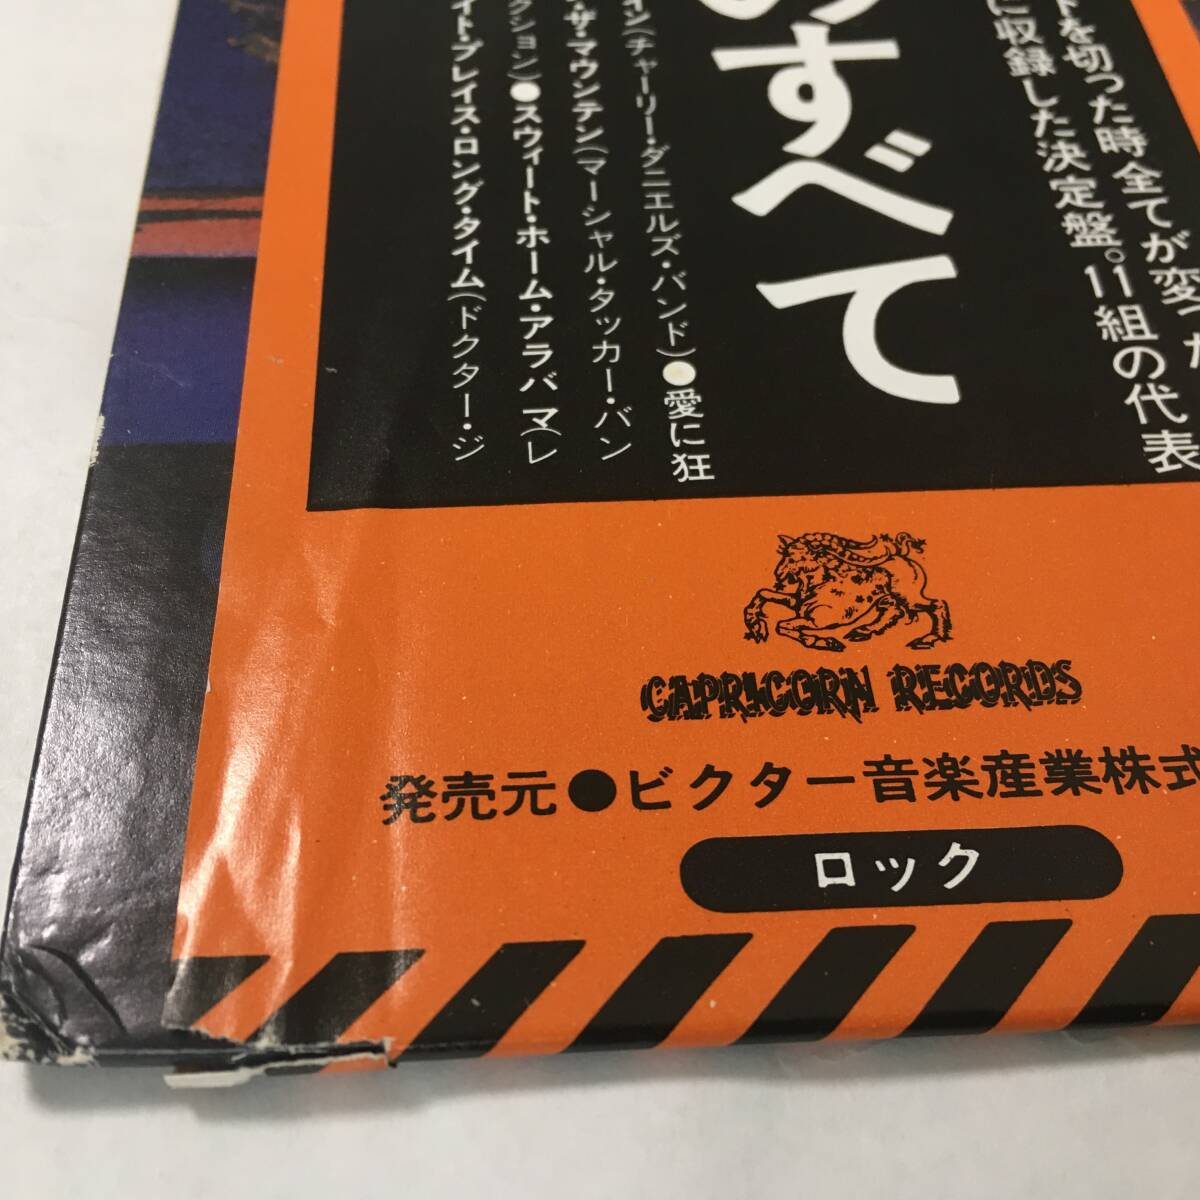 トを切った時全てが変った
に収録した決定盤。11組の代表
のすべて
イン(チャーリー・ダニエルズ・バンド)●愛に狂
・ザ・マウンテン(マーシャル・タッカー・バン
クション)●スウィート・ホーム・アラバマ(レ
イト・プレイス・ロング・タイム(ドクター・ジ
CAPRICORN RECORDS
発売元●ビクター音楽産業株式
ロック